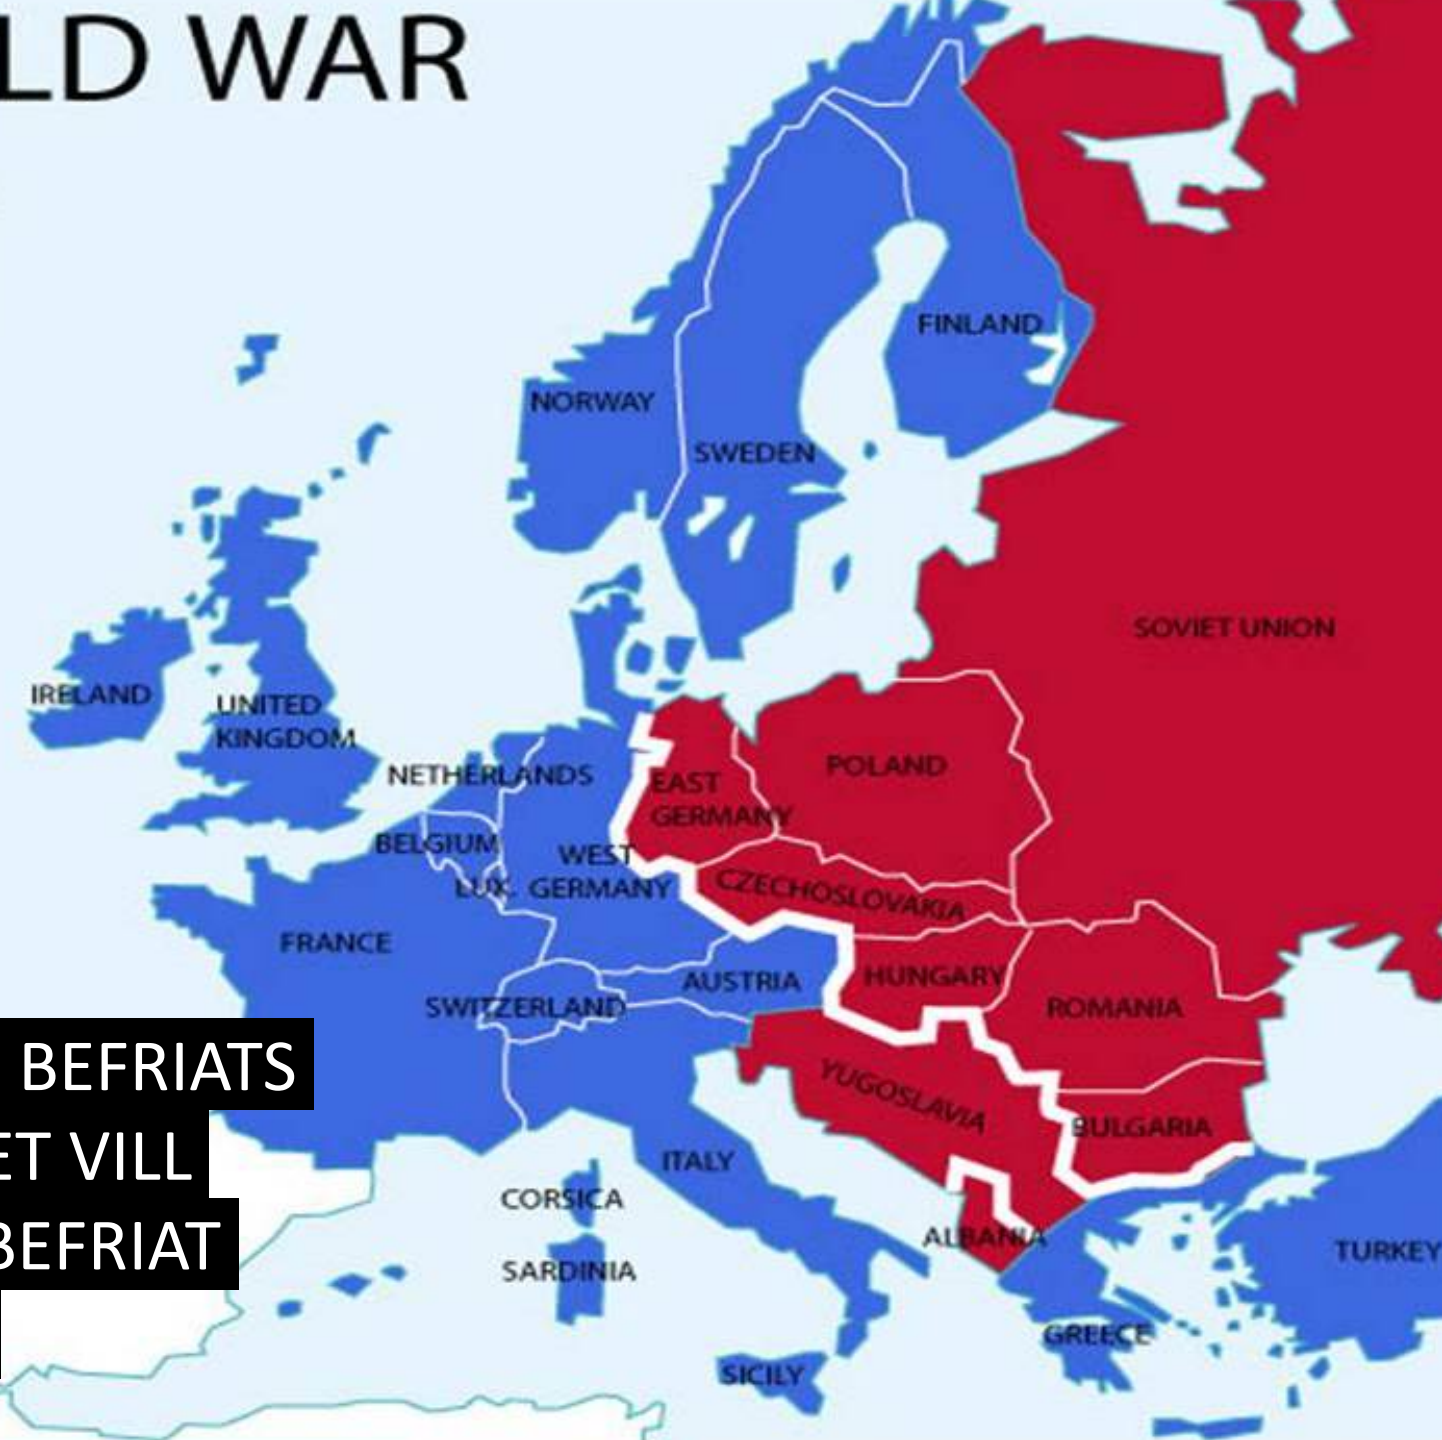 LD WAR
FINLAND
NORWAY
SWEDEN
SOVIET UNION
IRELAND
UNITED
KINGDOM
NETHERLANDS
EAST
GERMANY
POLAND
BELGIUM
WEST
GERMANY
LUX.
CZECHOSLOVAKIA
FRANCE
AUSTRIA
HUNGARY
SWITZERLAND
ROMANIA
BEFRIATS
ET VILL
BEFRIAT
YUGOSLAVIA
BULGARIA
ITALY
CORSICA
ALBANIA
SARDINIA
TURKEY
GREECE
SICILY